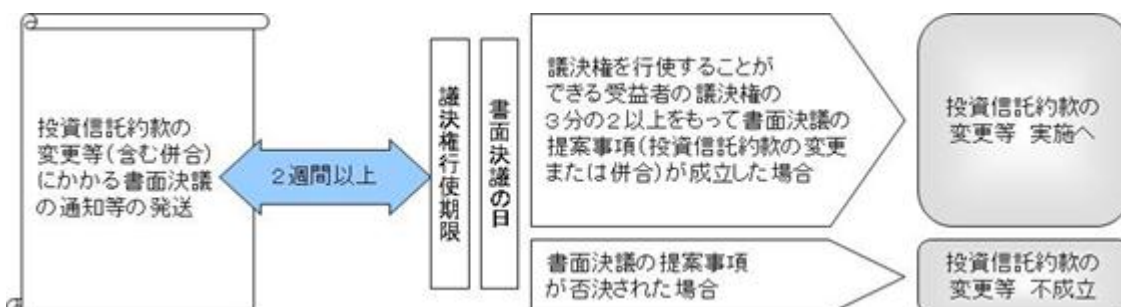 投資信託約款の
変更等(含む併合)
にかかる書面決議
の通知等の発送
２週間以上
議決権行使期限
書面決議の日
議決権を行使することが
できる受益者の議決権の
３分の２以上をもって書面決議の
提案事項(投資信託約款の変更
または併合)が成立した場合
投資信託約款の
変更等 実施へ
書面決議の提案事項
が否決された場合
投資信託約款の
変更等 不成立